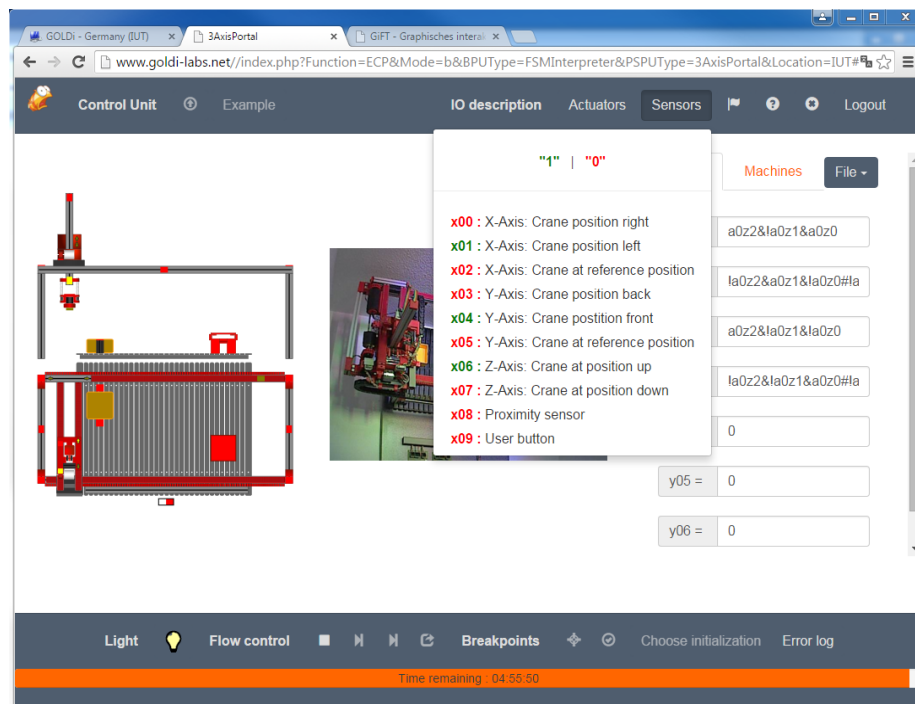 GOLDi - Germany (IUT)
3AxisPortal
GiFT - Graphisches interak
www.goldi-labs.net//index.php?Function=ECP&Mode=b&BPUType=FSMInterpreter&PSPUType=3AxisPortal&Location=IUT#
Control Unit
Example
IO description
Actuators
Sensors
Logout
"1" | "0"
x00 : X-Axis: Crane position right
x01 : X-Axis: Crane position left
x02 : X-Axis: Crane at reference position
x03 : Y-Axis: Crane position back
x04 : Y-Axis: Crane postition front
x05 : Y-Axis: Crane at reference position
x06 : Z-Axis: Crane at position up
x07 : Z-Axis: Crane at position down
x08 : Proximity sensor
x09 : User button
Machines
File
a0z2&!a0z1&a0z0
!a0z2&!a0z1&!a0z0#!a
a0z2&!a0z1&!a0z0
!a0z2&!a0z1&a0z0#!a
0
y05 =
0
y06 =
0
Light
Flow control
Breakpoints
Choose initialization
Error log
Time remaining : 04:55:50